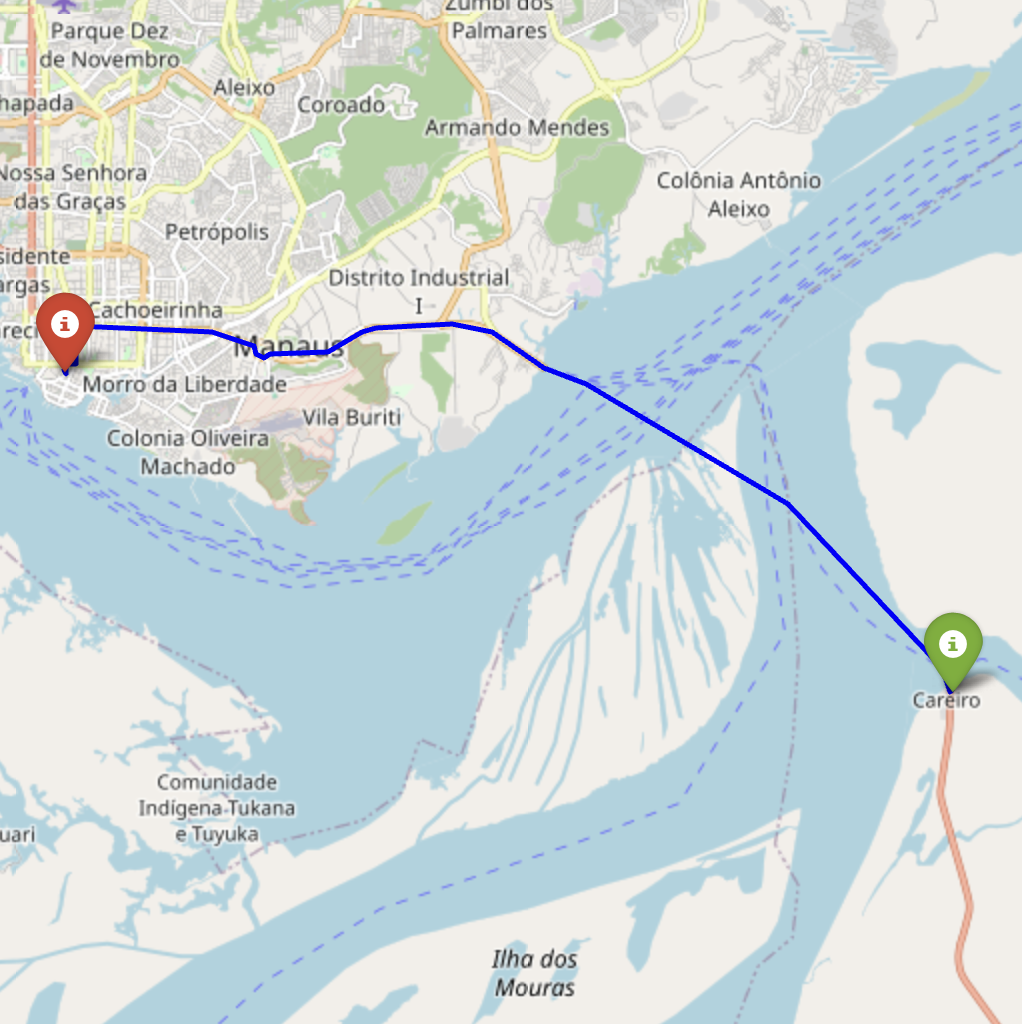 Zumbi dos
Palmares
Parque Dez
de Novembro
Aleixo
Coroado
hapada
Armando Mendes
Nossa Senhora
das Graças
Colônia Antônio
Aleixo
Petrópolis
sidente
argas
Distrito Industrial
I
Cachoeirinha
areci
Manaus
Morro da Liberdade
Vila Buriti
Colonia Oliveira
Machado
Careiro
Comunidade
Indígena Tukana
e Tuyuka
uari
Ilha dos
Mouras